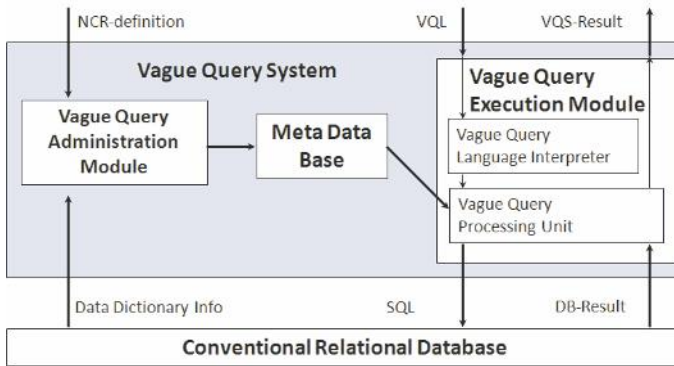 NCR-definition
VQL
VQS-Result
Vague Query System
Vague Query
Execution Module
Vague Query
Administration
Module
Meta Data
Base
Vague Query
Language Interpreter
Vague Query
Processing Unit
Data Dictionary Info
SQL
DB-Result
Conventional Relational Database